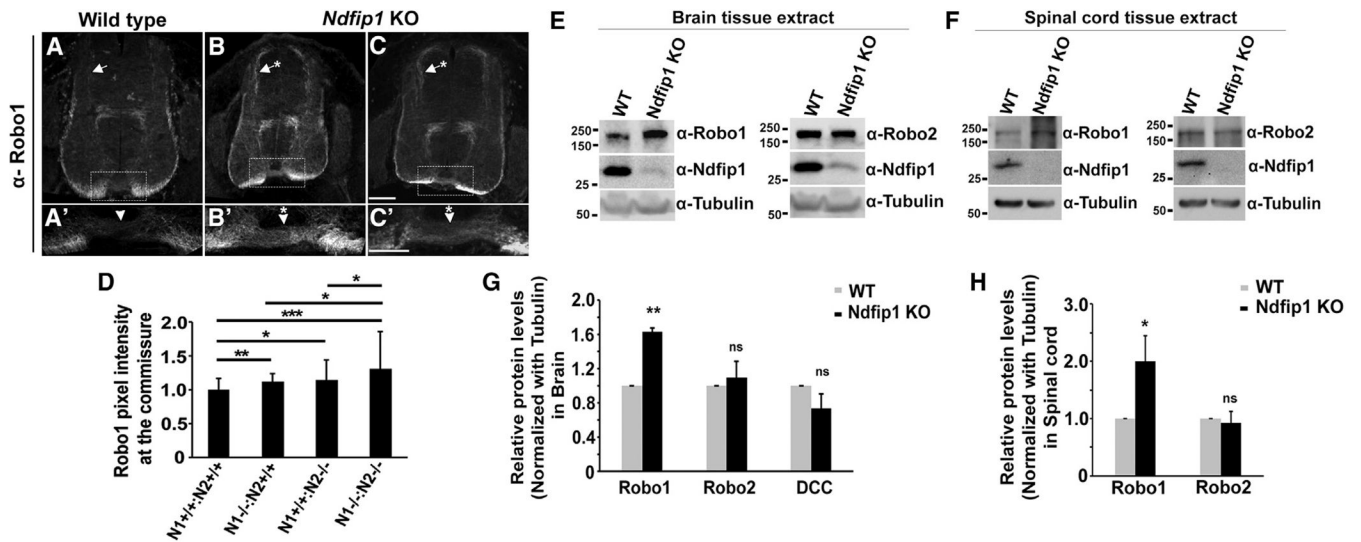 Wild type
Ndfip1 KO
α- Robo1
A
B
*
C
*
A'
B'
*
C'
*
D
Robo1 pixel intensity
at the commissure
2.0
1.5
1.0
0.5
0
*
*
***
*
**
N1+/+:N2+/+
N1-/-:N2+/+
N1+/+:N2-/-
N1-/-:N2-/-
E
Brain tissue extract
WT
Ndfip1 KO
250
150
α-Robo1
25
α-Ndfip1
50
α-Tubulin
WT
Ndfip1 KO
250
150
α-Robo2
25
α-Ndfip1
50
α-Tubulin
F
Spinal cord tissue extract
WT
Ndfip1 KO
250
150
α-Robo1
25
α-Ndfip1
50
α-Tubulin
WT
Ndfip1 KO
250
150
α-Robo2
25
α-Ndfip1
50
α-Tubulin
G
Relative protein levels
(Normalized with Tubulin)
in Brain
2.0
1.6
1.2
0.8
0.4
0
WT
Ndfip1 KO
**
ns
ns
Robo1
Robo2
DCC
H
Relative protein levels
(Normalized with Tubulin)
in Spinal cord
3.0
2.0
1.0
0
WT
Ndfip1 KO
*
ns
Robo1
Robo2